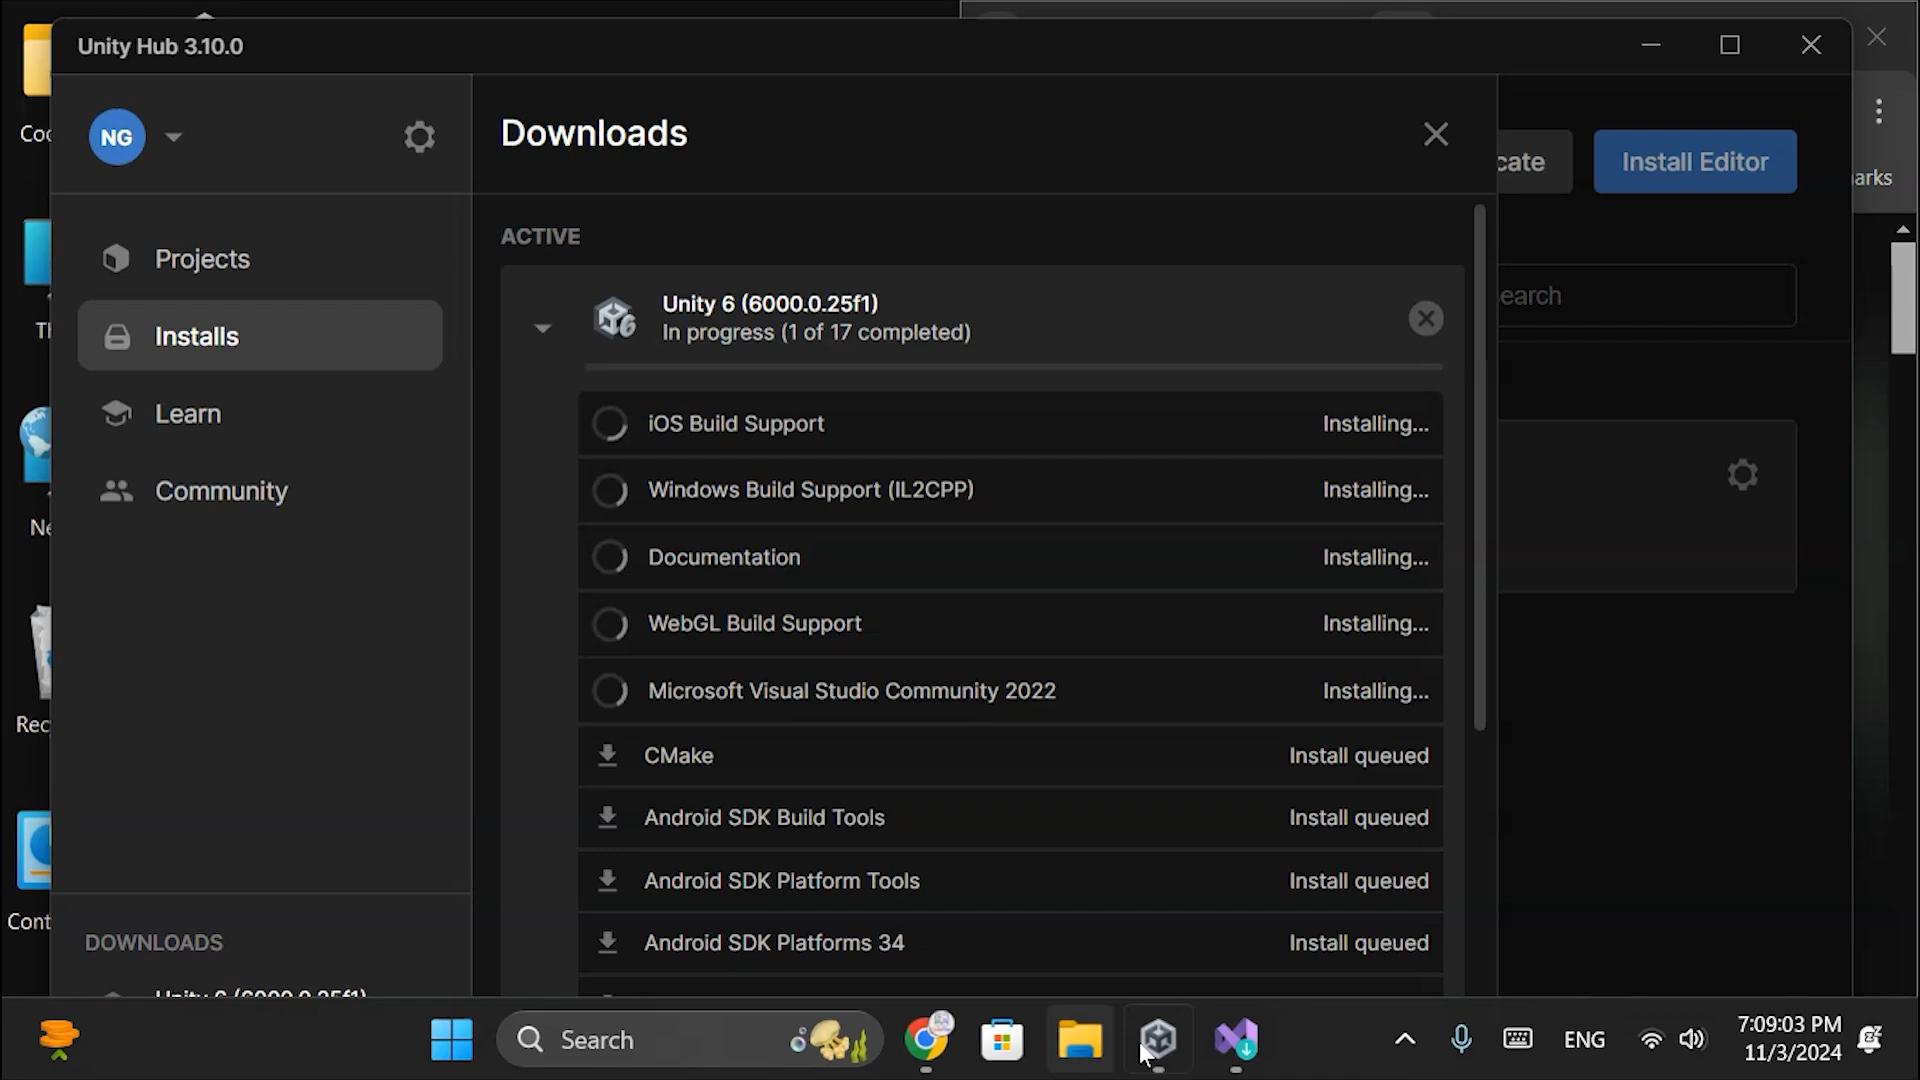 Unity Hub 3.10.0
NG
Projects
Installs
Learn
Community
DOWNLOADS
Downloads
ACTIVE
Unity 6 (6000.0.25f1)
In progress (1 of 17 completed)
iOS Build Support Installing...
Windows Build Support (IL2CPP) Installing...
Documentation Installing...
WebGL Build Support Installing...
Microsoft Visual Studio Community 2022 Installing...
CMake Install queued
Android SDK Build Tools Install queued
Android SDK Platform Tools Install queued
Android SDK Platforms 34 Install queued
Install Editor
Search
ENG
7:09:03 PM
11/3/2024